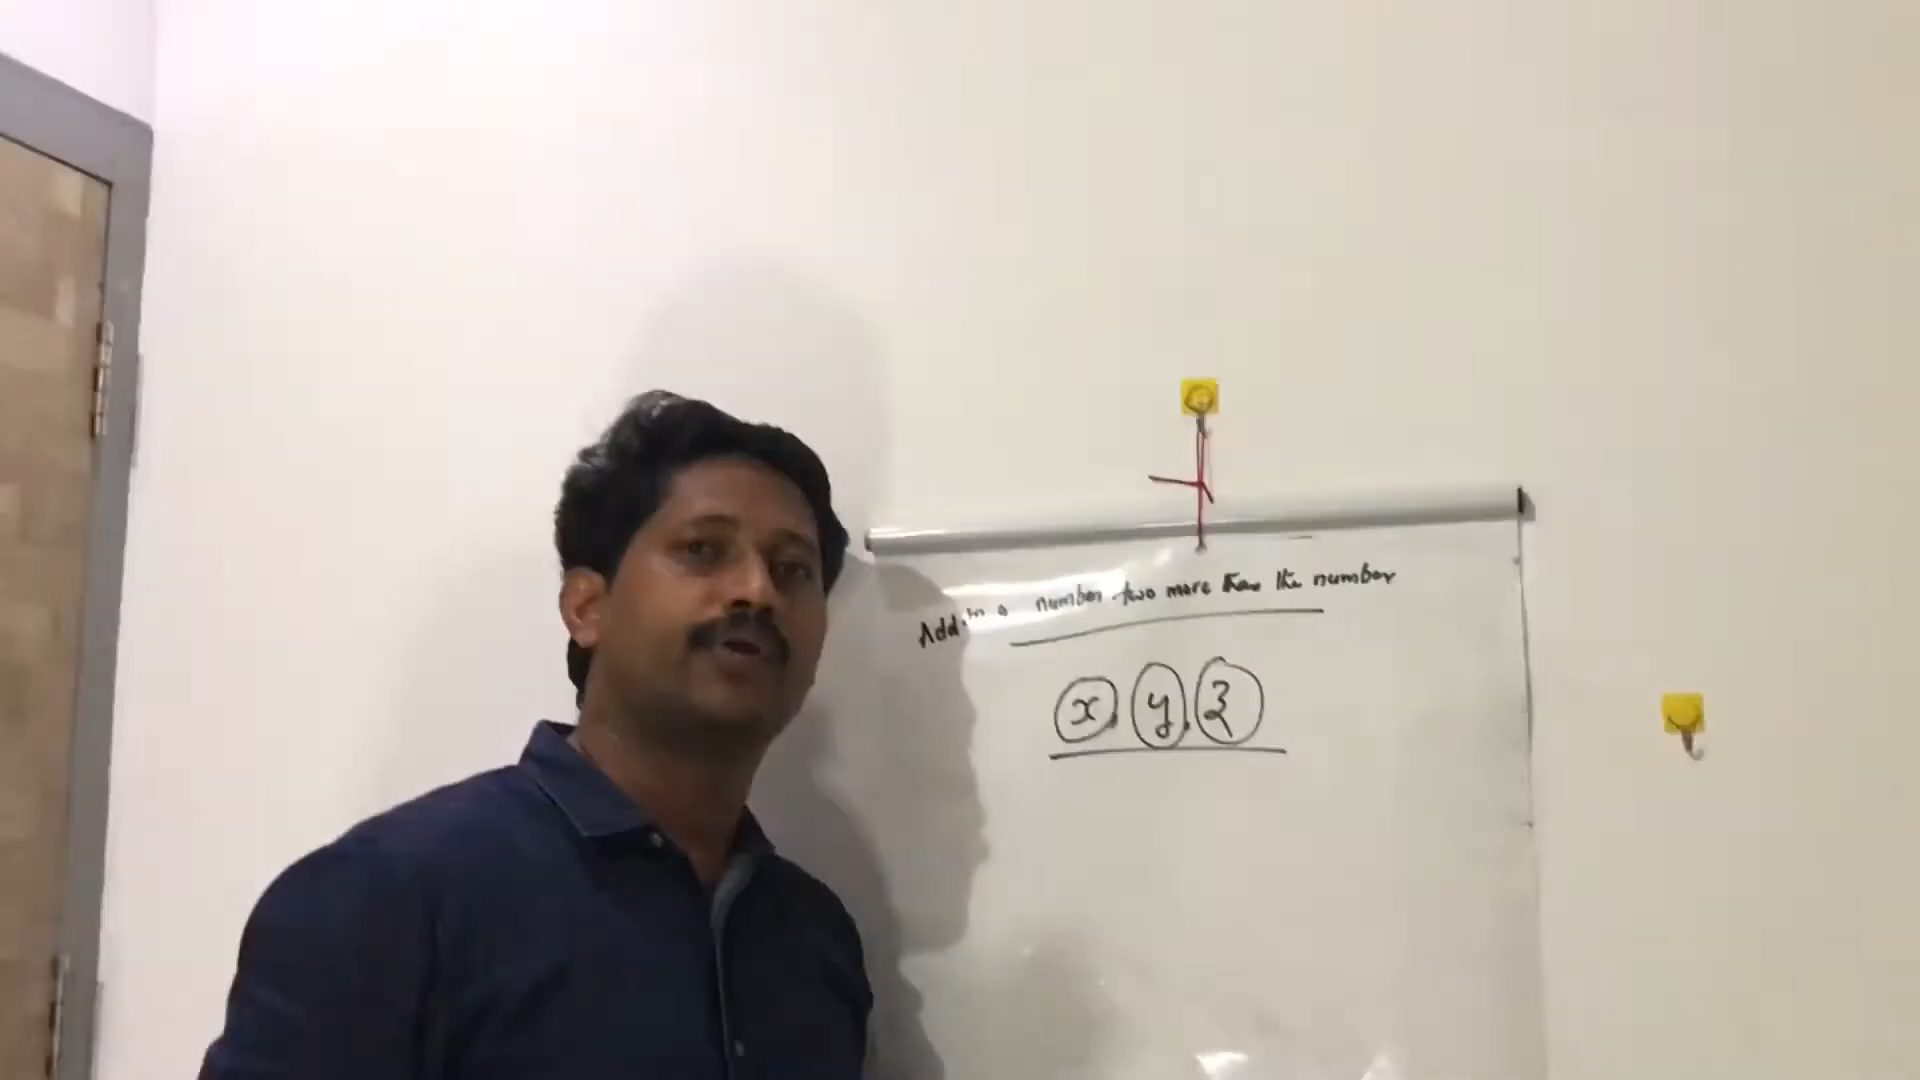 Add in a number two more than the number
x, y, z